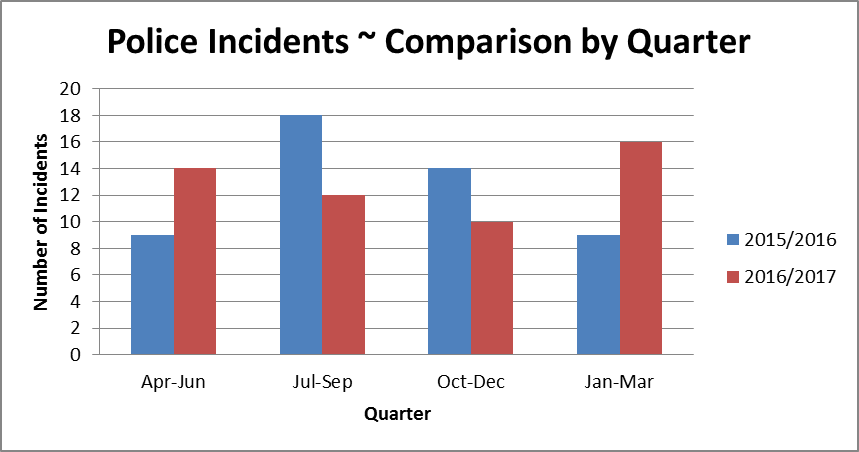 Police Incidents ~ Comparison by Quarter
Number of Incidents
20
18
16
14
12
10
8
6
4
2
0
Apr-Jun
Jul-Sep
Oct-Dec
Jan-Mar
Quarter
2015/2016
2016/2017